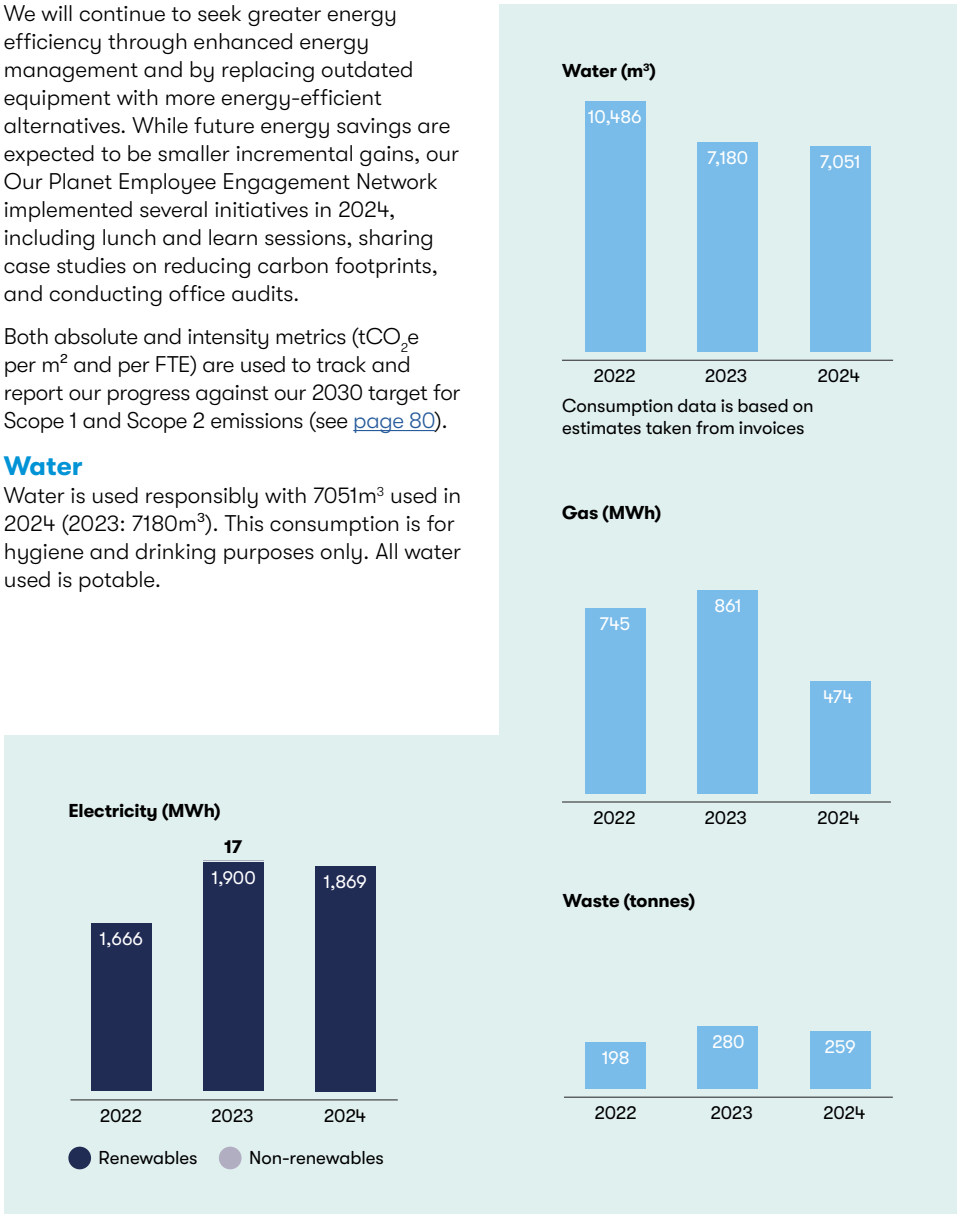 We will continue to seek greater energy
efficiency through enhanced energy
management and by replacing outdated
equipment with more energy-efficient
alternatives. While future energy savings are
expected to be smaller incremental gains, our
Our Planet Employee Engagement Network
implemented several initiatives in 2024,
including lunch and learn sessions, sharing
case studies on reducing carbon footprints,
and conducting office audits.
Both absolute and intensity metrics (tCO₂e
per m² and per FTE) are used to track and
report our progress against our 2030 target for
Scope 1 and Scope 2 emissions (see page 80).
Water
Water is used responsibly with 7051m³ used in
2024 (2023: 7180m³). This consumption is for
hygiene and drinking purposes only. All water
used is potable.
Water (m³)
10,486
7,180
7,051
2022 2023 2024
Consumption data is based on
estimates taken from invoices
Gas (MWh)
745
861
474
2022 2023 2024
Electricity (MWh)
17
1,666
1,900
1,869
2022 2023 2024
Renewables Non-renewables
Waste (tonnes)
198
280
259
2022 2023 2024